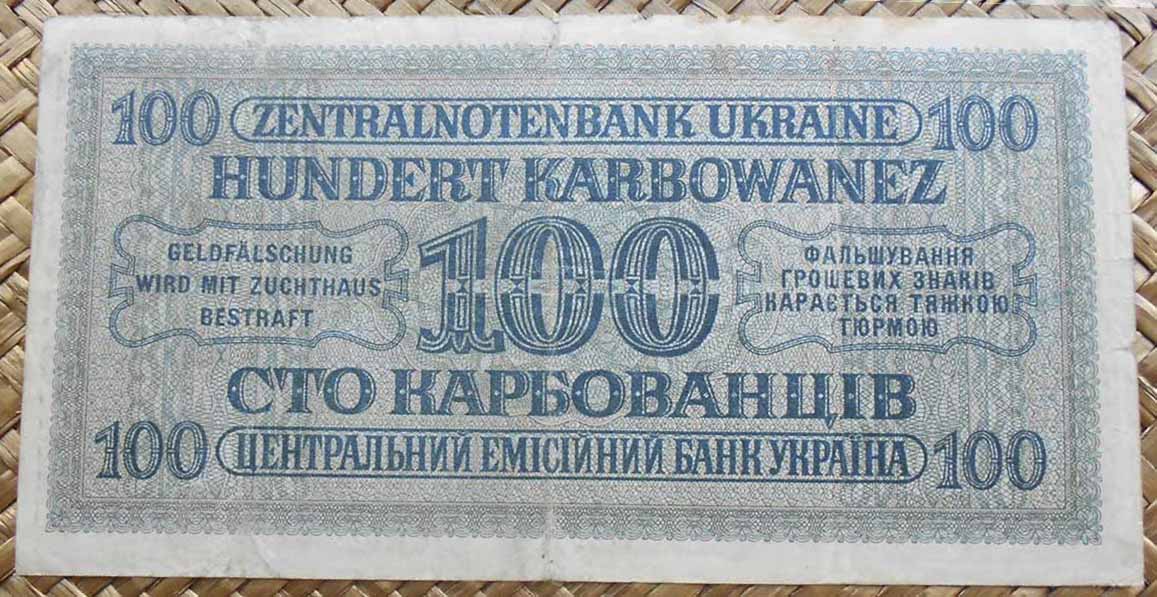 100 ZENTRALNOTENBANK UKRAINE 100
HUNDERT KARBOWANEZ
GELDFÄLSCHUNG
WIRD MIT ZUCHTHAUS
BESTRAFT
100
ФАЛЬШУВАННЯ
ГРОШЕВИХ ЗНАКІВ
КАРАЄТЬСЯ ТЯЖКОЮ
ТЮРМОЮ
СТО КАРБОВАНЦІВ
100 ЦЕНТРАЛЬНИЙ ЕМІСІЙНИЙ БАНК УКРАЇНА 100